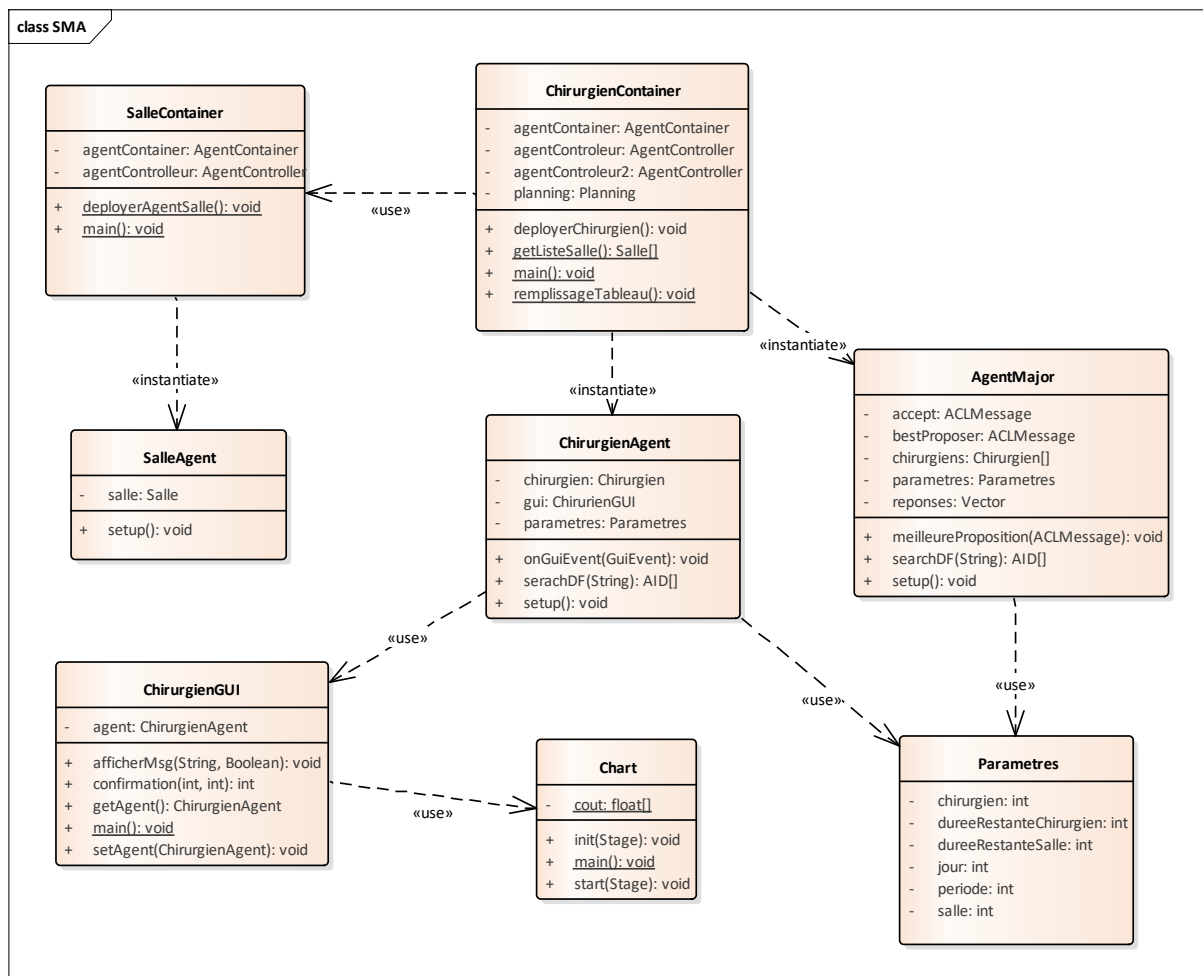 class SMA
SalleContainer
- agentContainer: AgentContainer
- agentControlleur: AgentController
+ deployerAgentSalle(): void
+ main(): void
ChirurgienContainer
- agentContainer: AgentContainer
- agentControleur: AgentController
- agentControleur2: AgentController
- planning: Planning
+ deployerChirurgien(): void
+ getListeSalle(): Salle[]
+ main(): void
+ remplissageTableau(): void
«use»
«instantiate»
«instantiate»
«instantiate»
AgentMajor
- accept: ACLMessage
- bestProposer: ACLMessage
- chirurgiens: Chirurgien[]
- parametres: Parametres
- reponses: Vector
+ meilleureProposition(ACLMessage): void
+ searchDF(String): AID[]
+ setup(): void
SalleAgent
- salle: Salle
+ setup(): void
ChirurgienAgent
- chirurgien: Chirurgien
- gui: ChirurienGUI
- parametres: Parametres
+ onGuiEvent(GuiEvent): void
+ serachDF(String): AID[]
+ setup(): void
«use»
«use»
«use»
ChirurgienGUI
- agent: ChirurgienAgent
+ afficherMsg(String, Boolean): void
+ confirmation(int, int): int
+ getAgent(): ChirurgienAgent
+ main(): void
+ setAgent(ChirurgienAgent): void
«use»
Chart
- cout: float[]
+ init(Stage): void
+ main(): void
+ start(Stage): void
Parametres
- chirurgien: int
- dureeRestanteChirurgien: int
- dureeRestanteSalle: int
- jour: int
- periode: int
- salle: int